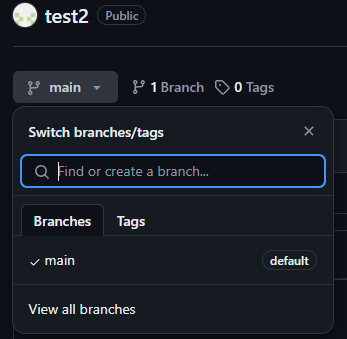 test2 Public
main 1 Branch 0 Tags
Switch branches/tags
Find or create a branch...
Branches Tags
main default
View all branches